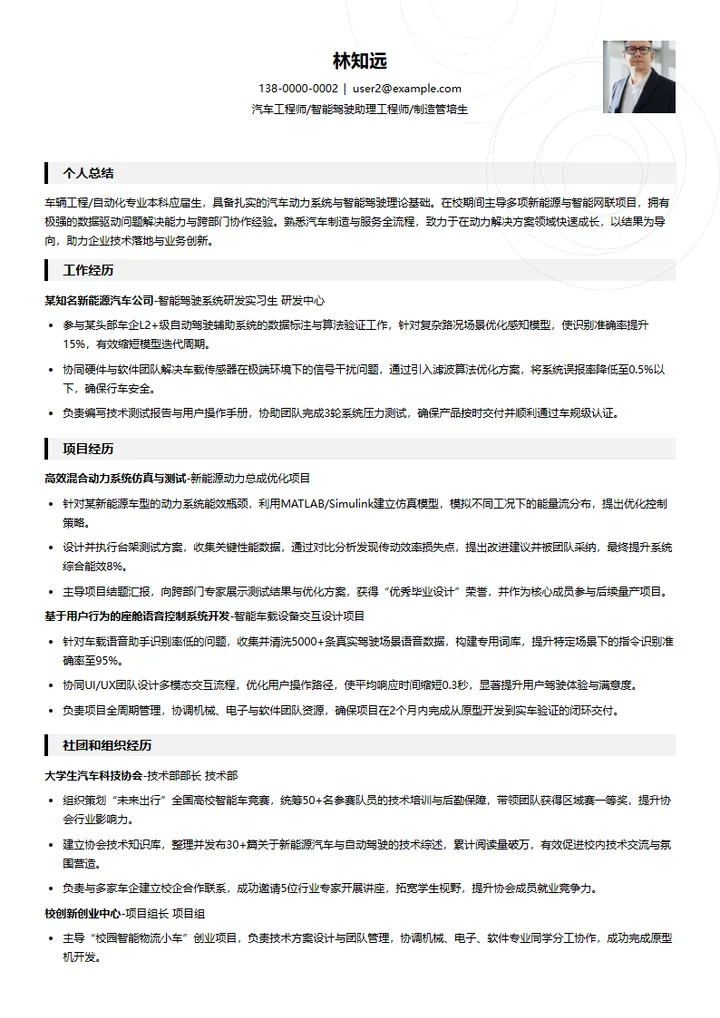 林知远
138-0000-0002 | user2@example.com
汽车工程师/智能驾驶助理工程师/制造管培生
个人总结
车辆工程/自动化专业本科应届生，具备扎实的汽车动力系统与智能驾驶理论基础。在校期间主导多项新能源与智能网联项目，拥有
极强的数据驱动问题解决能力与跨部门协作经验。熟悉汽车制造与服务全流程，致力于在动力解决方案领域快速成长，以结果为导
向，助力企业技术落地与业务创新。
工作经历
某知名新能源汽车公司-智能驾驶系统研发实习生 研发中心
• 参与某头部车企L2+级自动驾驶辅助系统的数据标注与算法验证工作，针对复杂路况场景优化感知模型，使识别准确率提升
15%，有效缩短模型迭代周期。
• 协同硬件与软件团队解决车载传感器在极端环境下的信号干扰问题，通过引入滤波算法优化方案，将系统误报率降低至0.5%以
下，确保行车安全。
• 负责编写技术测试报告与用户操作手册，协助团队完成3轮系统压力测试，确保产品按时交付并顺利通过车规级认证。
项目经历
高效混合动力系统仿真与测试-新能源动力总成优化项目
• 针对某新能源车型的动力系统能效瓶颈，利用MATLAB/Simulink建立仿真模型，模拟不同工况下的能量流分布，提出优化控制
策略。
• 设计并执行台架测试方案，收集关键性能数据，通过对比分析发现传动效率损失点，提出改进建议并被团队采纳，最终提升系统
综合能效8%。
• 主导项目结题汇报，向跨部门专家展示测试结果与优化方案，获得“优秀毕业设计”荣誉，并作为核心成员参与后续量产项目。
基于用户行为的座舱语音控制系统开发-智能车载设备交互设计项目
• 针对车载语音助手识别率低的问题，收集并清洗5000+条真实驾驶场景语音数据，构建专用词库，提升特定场景下的指令识别准
确率至95%。
• 协同UI/UX团队设计多模态交互流程，优化用户操作路径，使平均响应时间缩短0.3秒，显著提升用户驾驶体验与满意度。
• 负责项目全周期管理，协调机械、电子与软件团队资源，确保项目在2个月内完成从原型开发到实车验证的闭环交付。
社团和组织经历
大学生汽车科技协会-技术部部长 技术部
• 组织策划“未来出行”全国高校智能车竞赛，统筹50+名参赛队员的技术培训与后勤保障，带领团队获得区域赛一等奖，提升协
会行业影响力。
• 建立协会技术知识库，整理并发布30+篇关于新能源汽车与自动驾驶的技术综述，累计阅读量破万，有效促进校内技术交流与氛
围营造。
• 负责与多家车企建立校企合作联系，成功邀请5位行业专家开展讲座，拓宽学生视野，提升协会成员就业竞争力。
校创新创业中心-项目组长 项目组
• 主导“校园智能物流小车”创业项目，负责技术方案设计与团队管理，协调机械、电子、软件专业同学分工协作，成功完成原型
机开发。